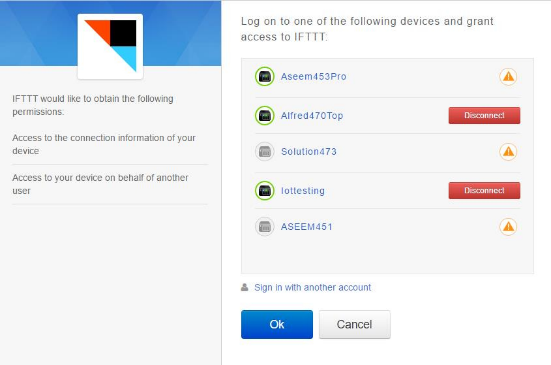 IFTTT would like to obtain the following
permissions:
Access to the connection information of your
device
Access to your device on behalf of another
user
Log on to one of the following devices and grant
access to IFTTT:
Aseem453Pro
Alfred470Top
Disconnect
Solution473
Iottesting
Disconnect
ASEEM451
Sign in with another account
Ok
Cancel